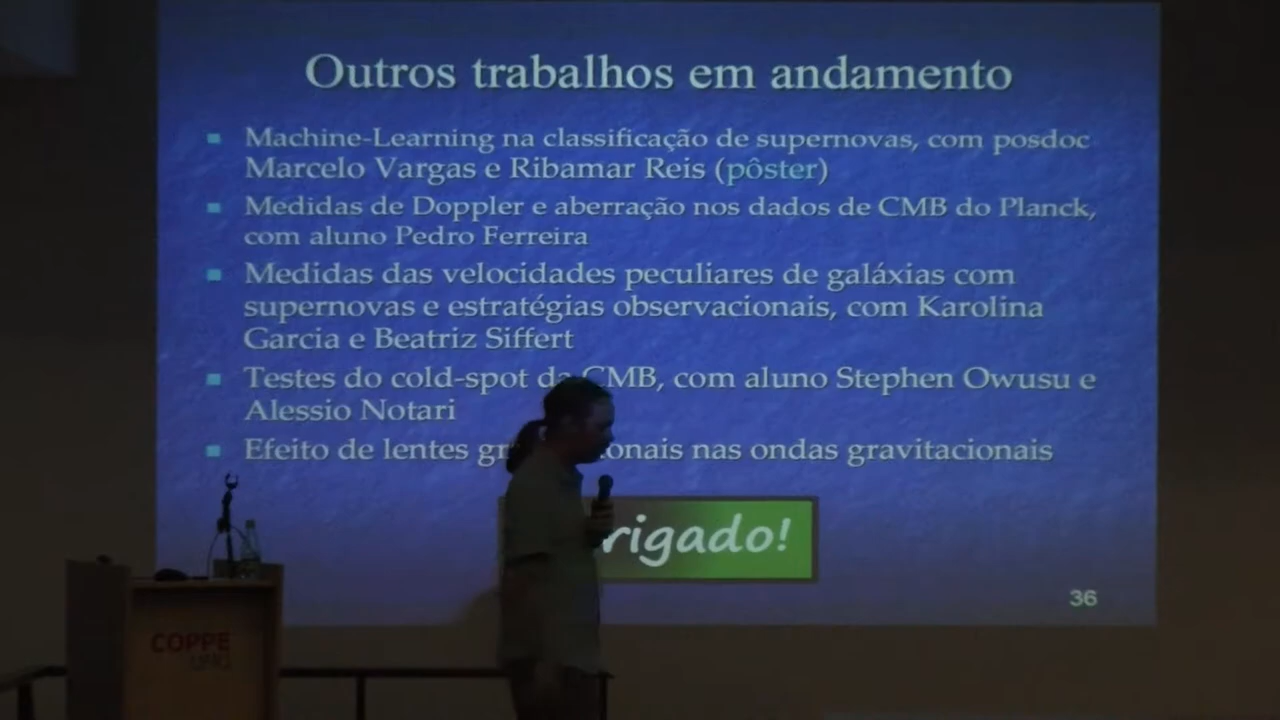 Outros trabalhos em andamento
Machine-Learning na classificação de supernovas, com posdoc
Marcelo Vargas e Ribamar Reis (pôster)
Medidas de Doppler e aberração nos dados de CMB do Planck,
com aluno Pedro Ferreira
Medidas das velocidades peculiares de galáxias com
supernovas e estratégias observacionais, com Karolina
Garcia e Beatriz Siffert
Testes do cold-spot da CMB, com aluno Stephen Owusu e
Alessio Notari
Efeito de lentes gr onais nas ondas gravitacionais
rigado!
36
COPPE